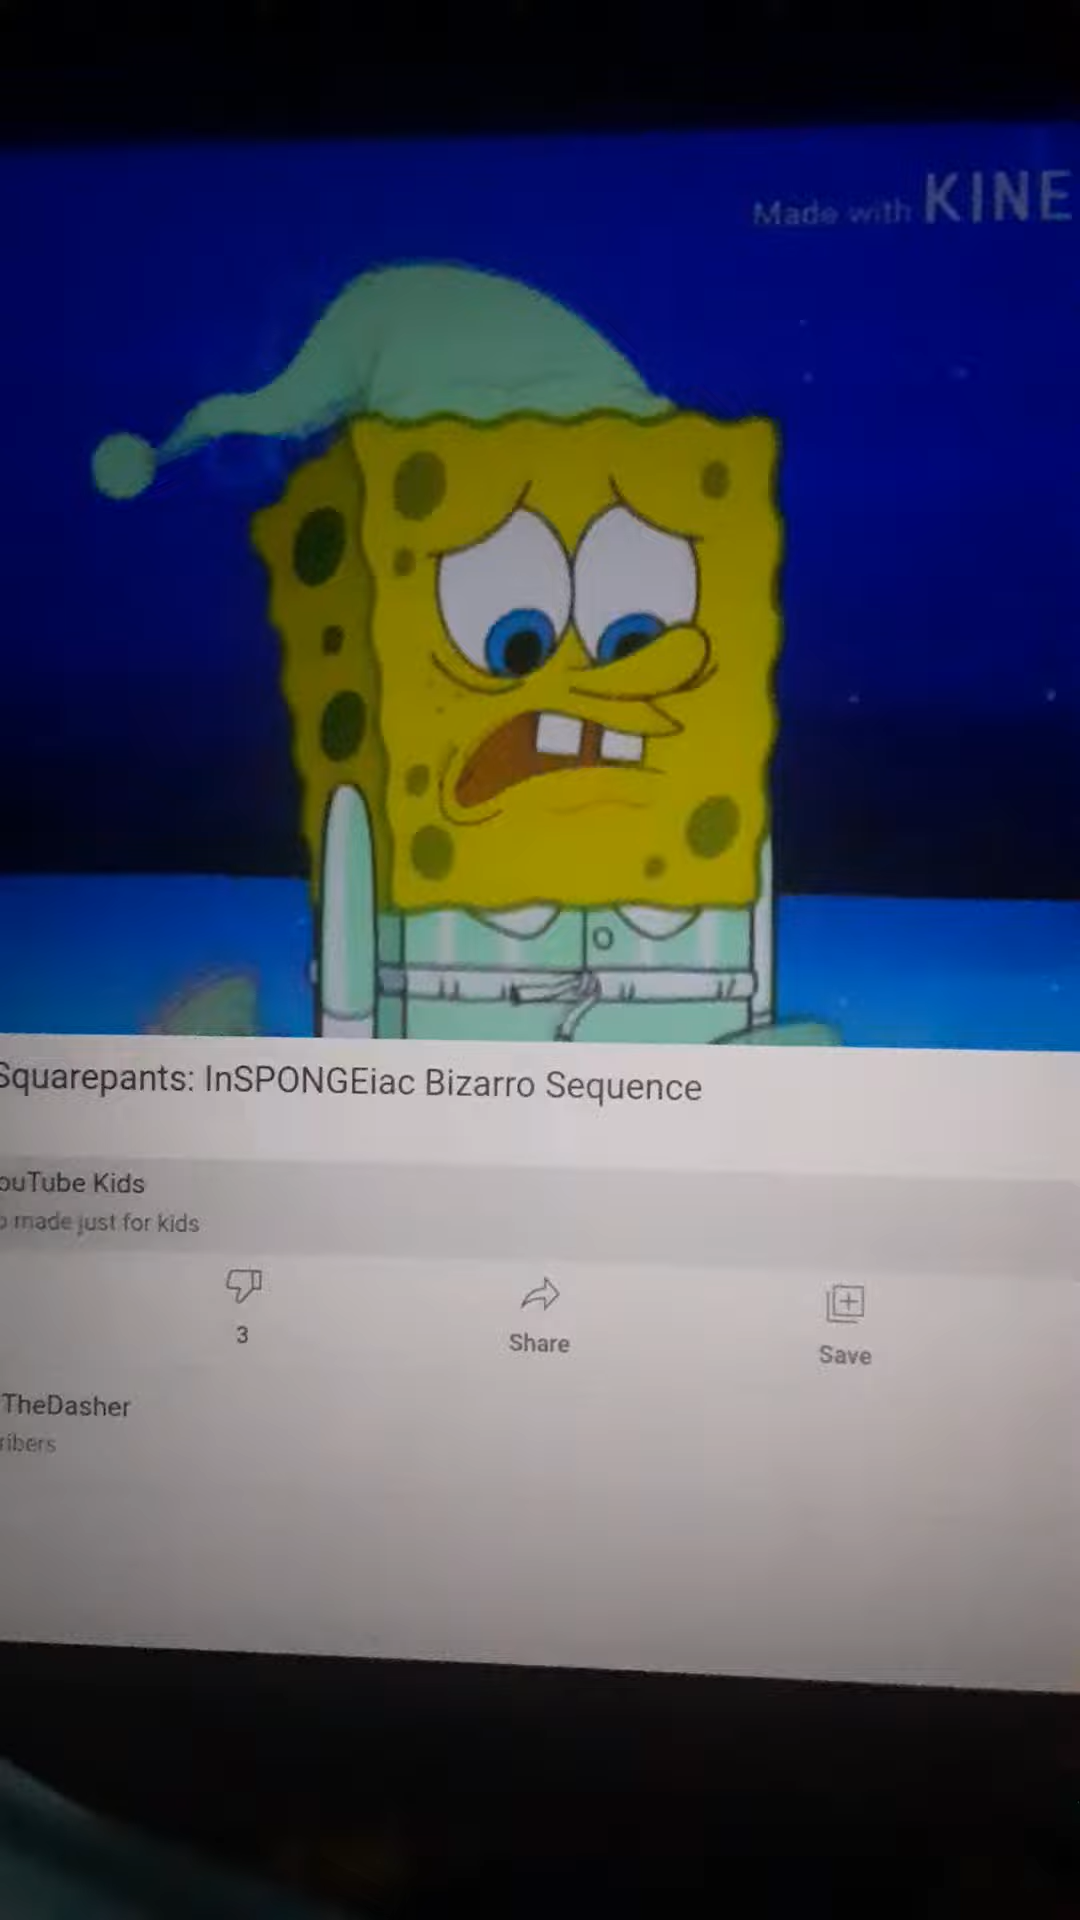 Made with KINE
Squarepants: InSPONGEiac Bizarro Sequence
ouTube Kids
o made just for kids
3
Share
Save
TheDasher
ribers